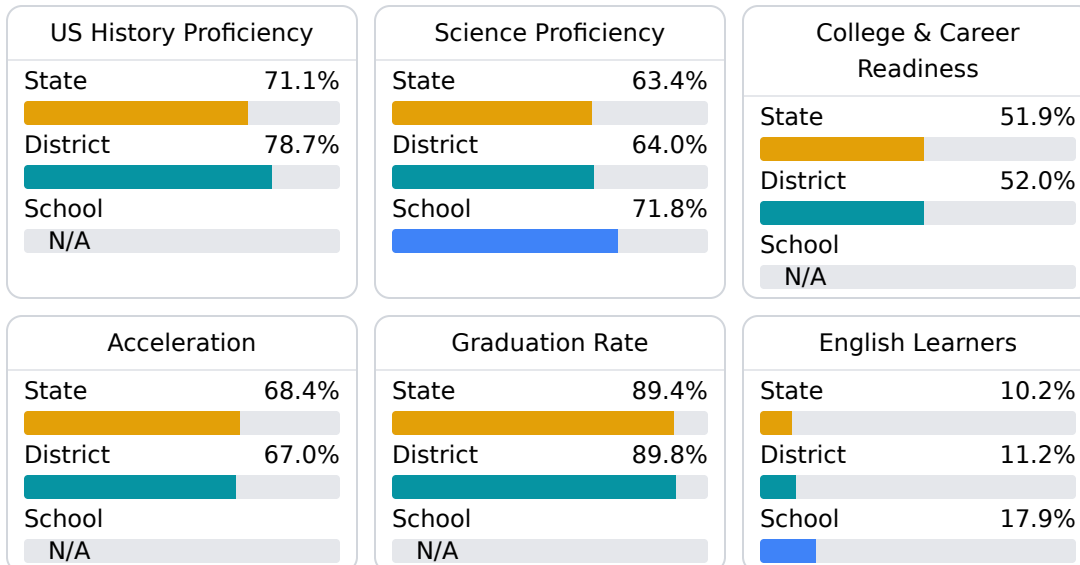 US History Proficiency
State 71.1%
District 78.7%
School
N/A
Science Proficiency
State 63.4%
District 64.0%
School 71.8%
College & Career
Readiness
State 51.9%
District 52.0%
School
N/A
Acceleration
State 68.4%
District 67.0%
School
N/A
Graduation Rate
State 89.4%
District 89.8%
School
N/A
English Learners
State 10.2%
District 11.2%
School 17.9%